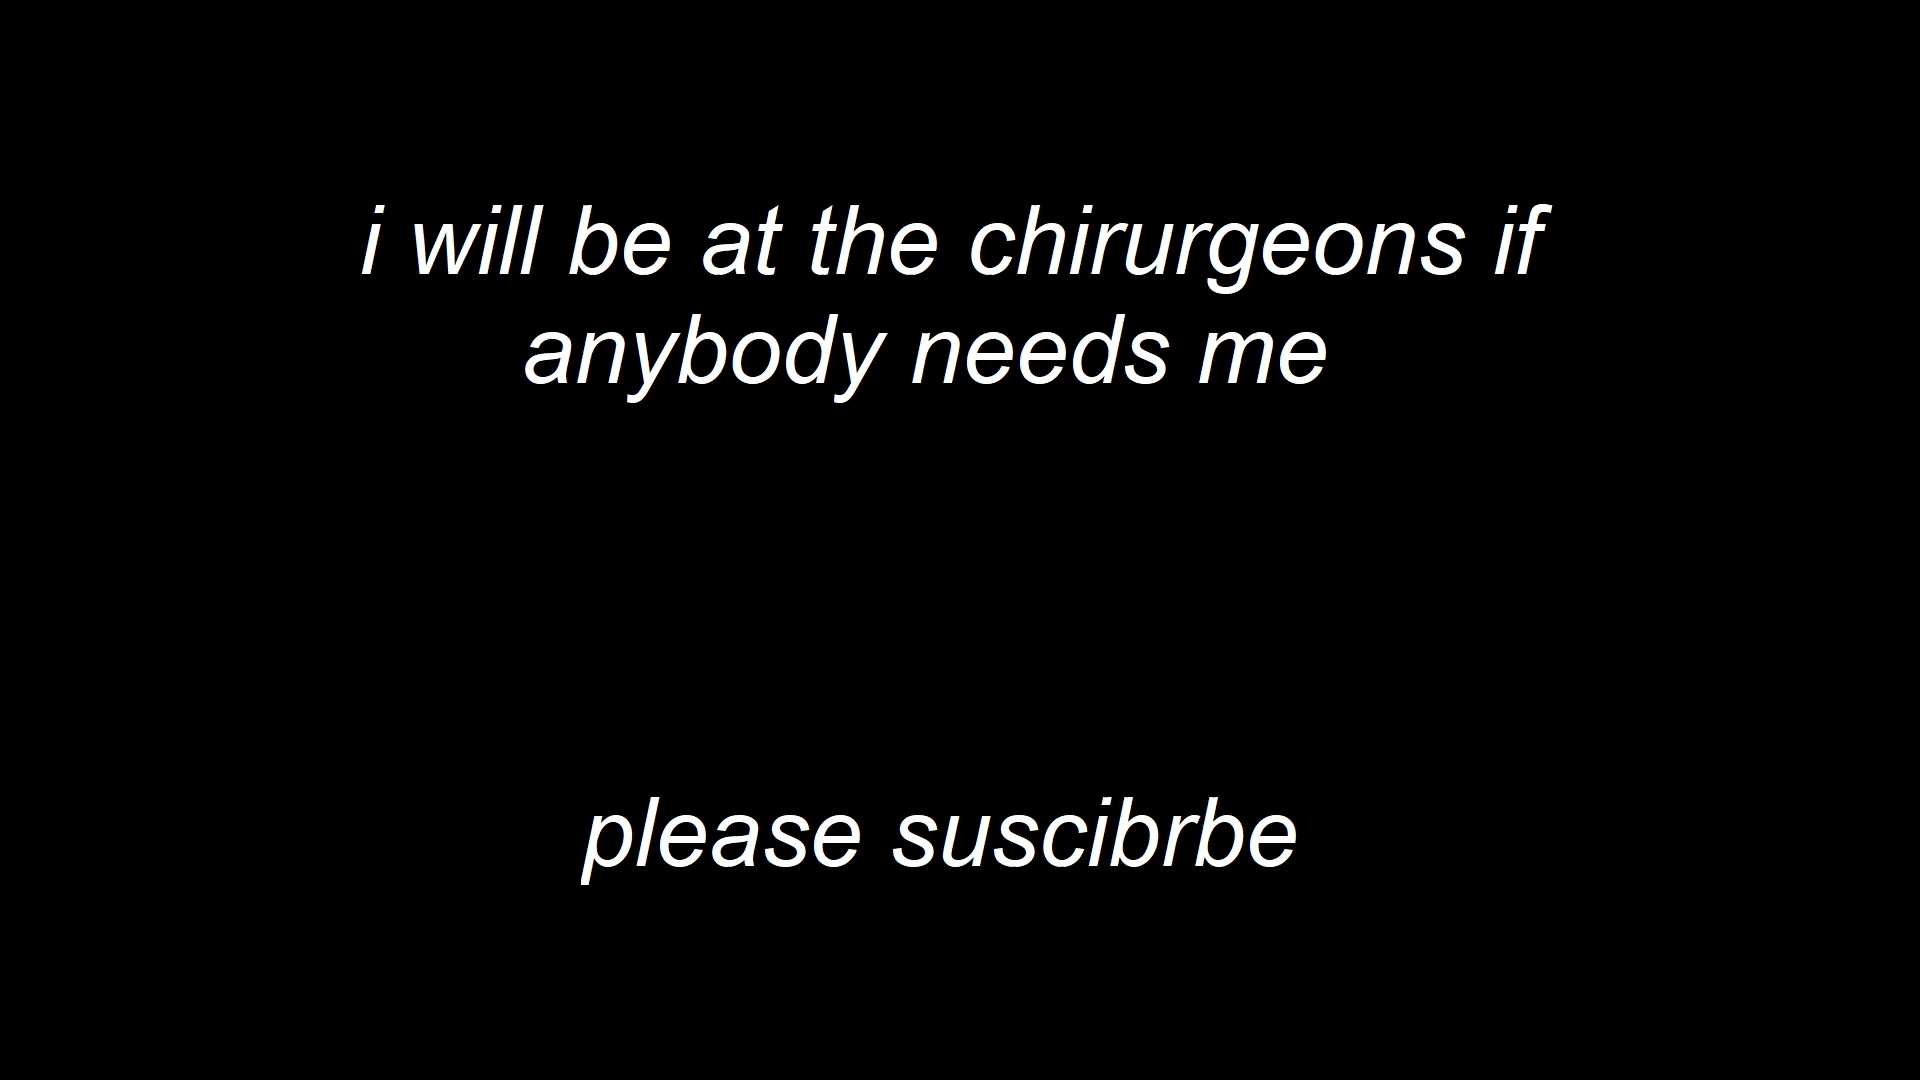 i will be at the chirurgeons if
anybody needs me
please suscibrbe